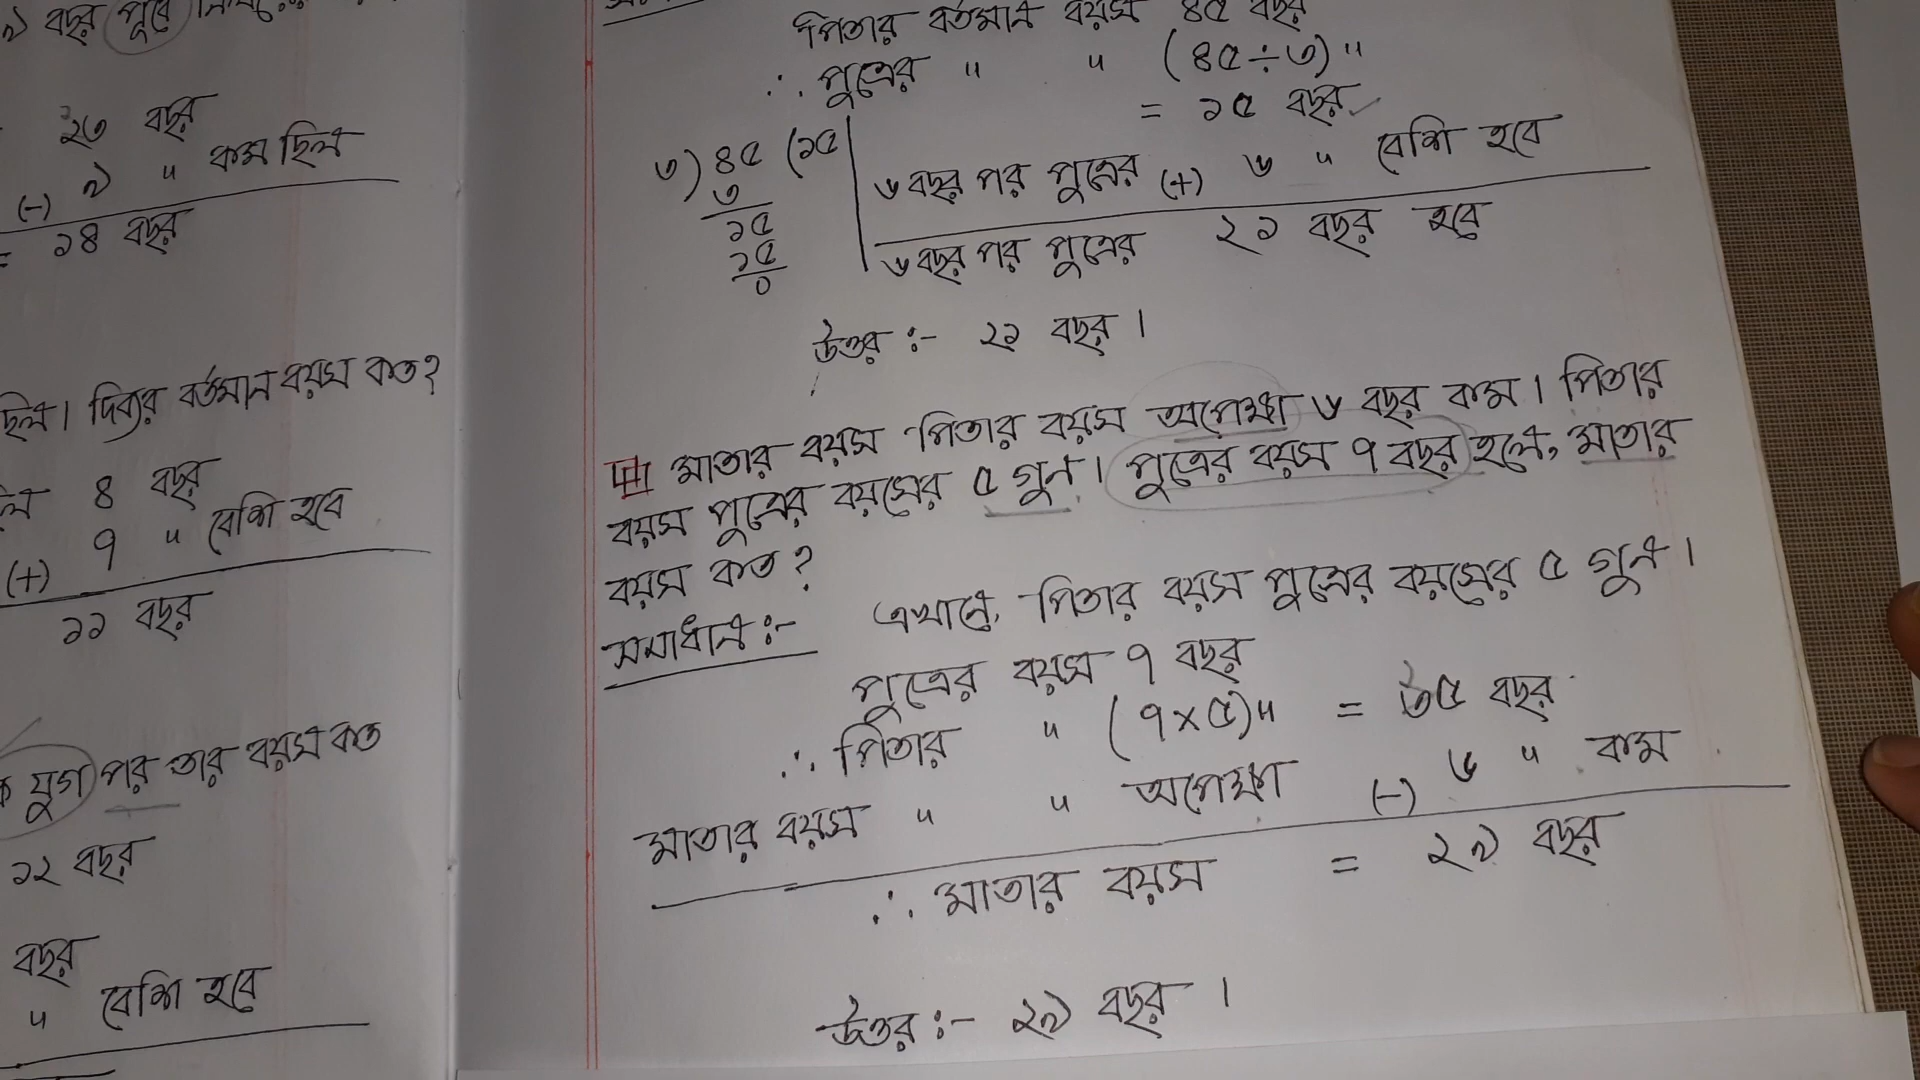 ৯ বছর পূর্বে
২৩ বছর
(-) ৯ " কম ছিল
= ১৪ বছর
ছিল। দিব্যর বর্তমান বয়স কত?
৪ বছর
(+) ৭ " বেশি হবে
১১ বছর
যুগ পর তার বয়স কত
১২ বছর
বছর
" বেশি হবে
পিতার বর্তমান বয়স ৪৫ বছর
∴ পুত্রের " " (৪৫÷৩) "
= ১৫ বছর
৩) ৪৫ (১৫
৩
১৫
১৫
০
৬ বছর পর পুত্রের (+) ৬ " বেশি হবে
৬ বছর পর পুত্রের ২১ বছর হবে
উত্তর :- ২১ বছর ।
মাতার বয়স পিতার বয়স অপেক্ষা ৬ বছর কম। পিতার
বয়স পুত্রের বয়সের ৫ গুন। পুত্রের বয়স ৭ বছর হলে, মাতার
বয়স কত?
সমাধান :- এখানে, পিতার বয়স পুত্রের বয়সের ৫ গুন।
পুত্রের বয়স ৭ বছর
∴ পিতার " (৭×৫) " = ৩৫ বছর
মাতার বয়স " " অপেক্ষা (-) ৬ " কম
∴ মাতার বয়স = ২৯ বছর
উত্তর :- ২৯ বছর ।